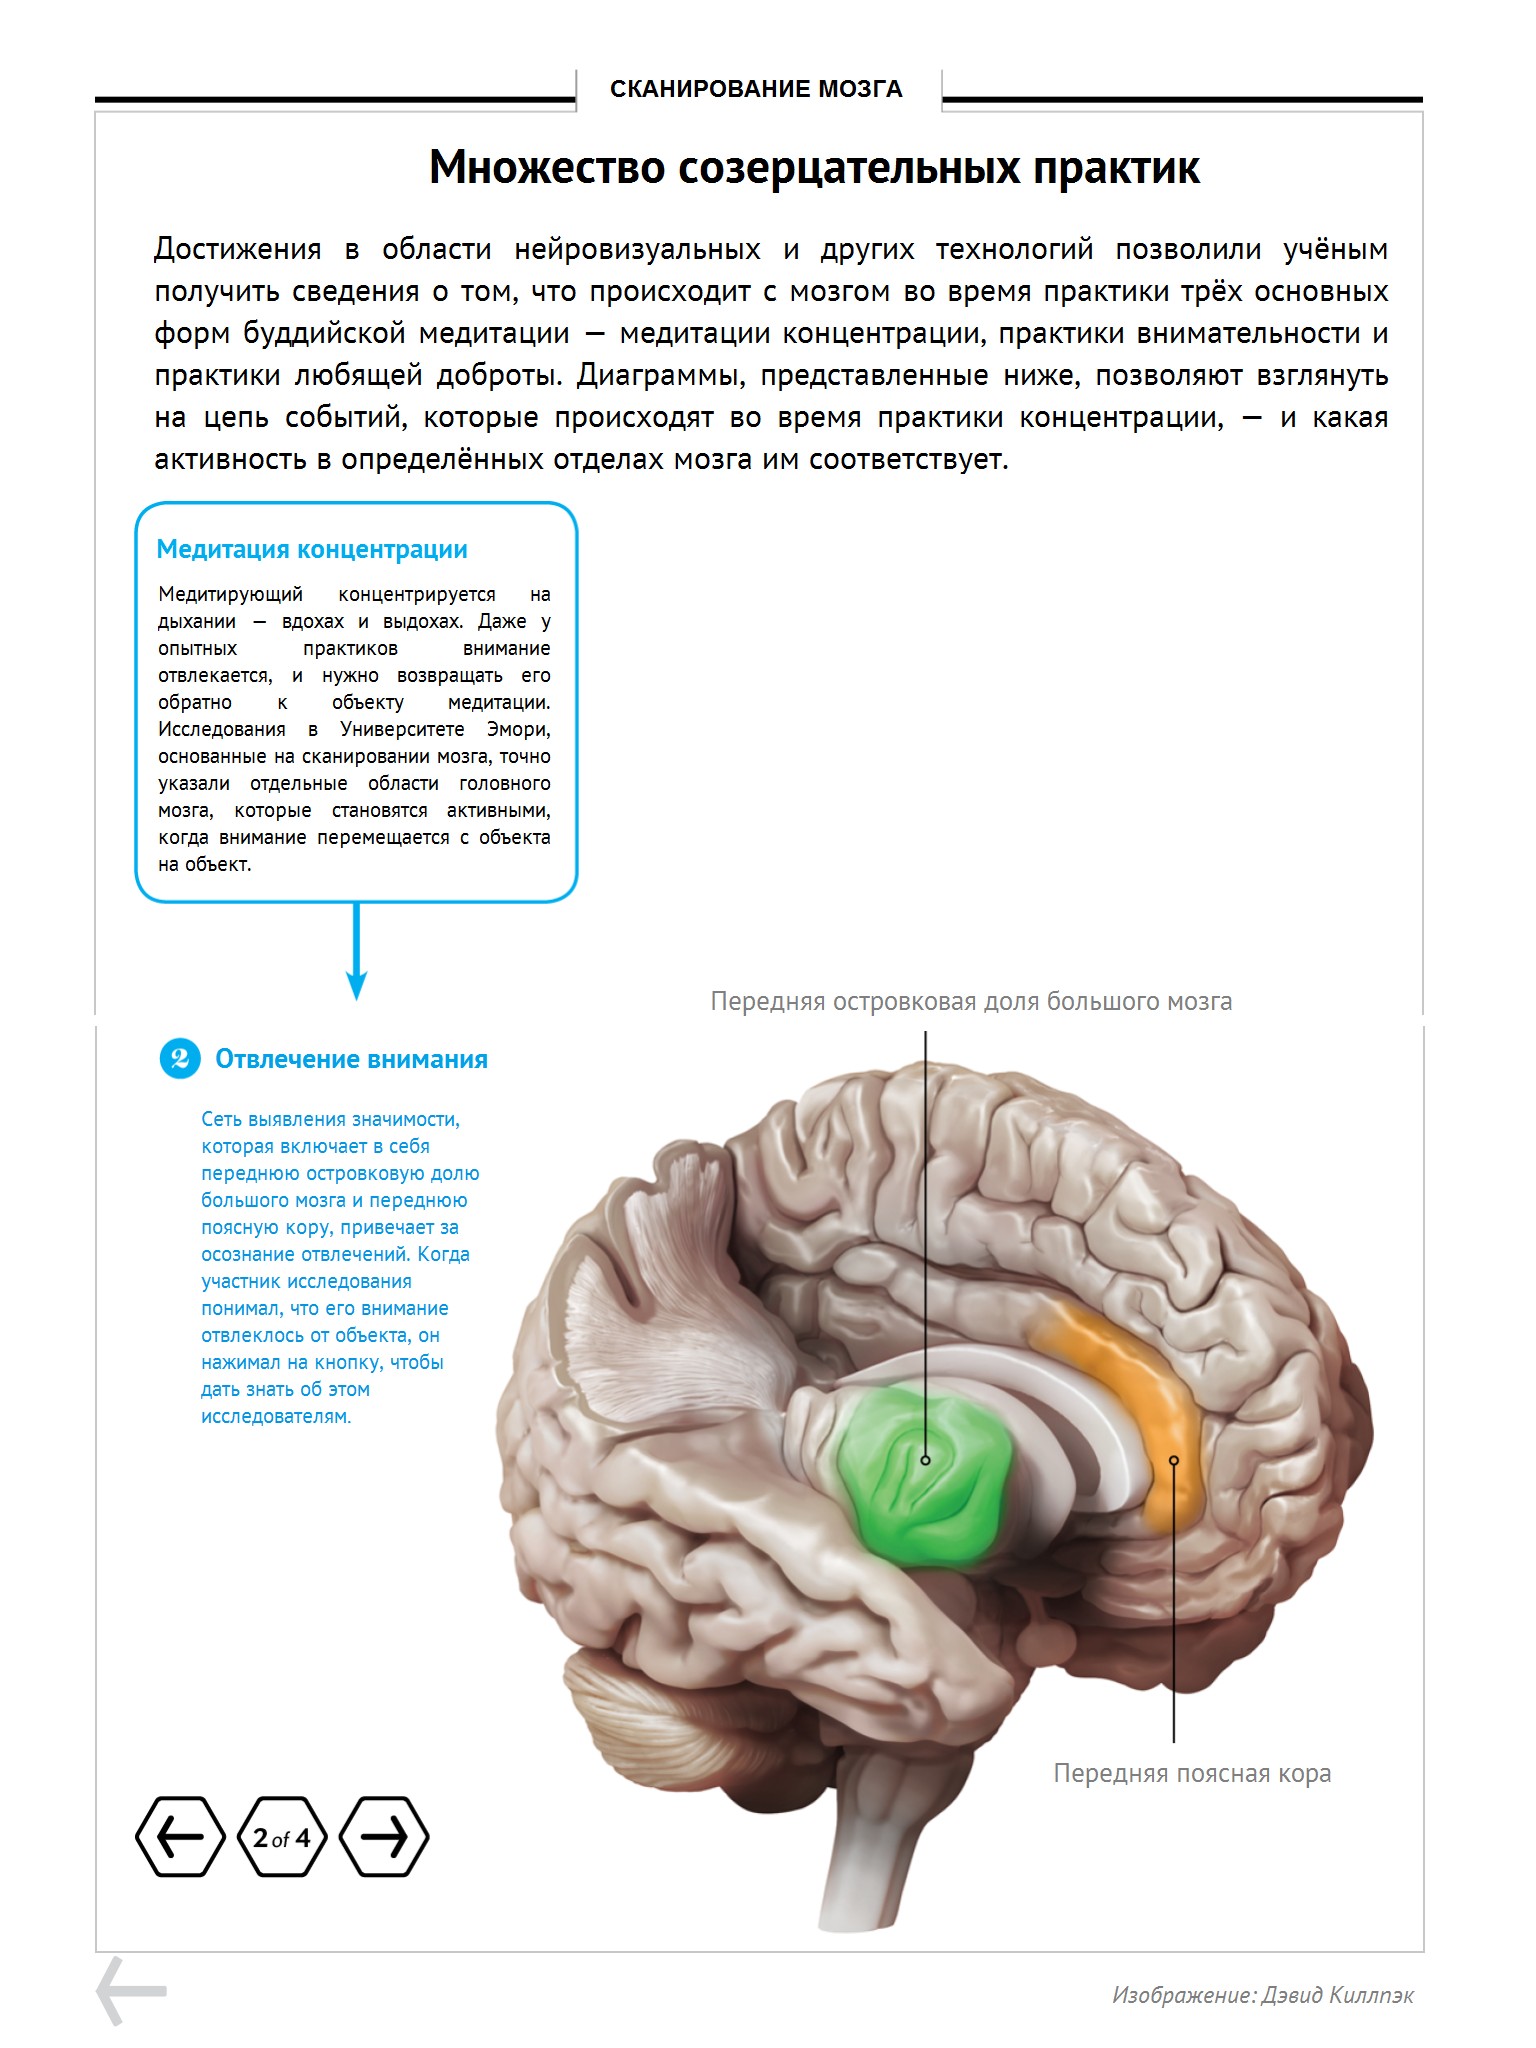 СКАНИРОВАНИЕ МОЗГА
Множество созерцательных практик
Достижения в области нейровизуальных и других технологий позволили учёным
получить сведения о том, что происходит с мозгом во время практики трёх основных
форм буддийской медитации — медитации концентрации, практики внимательности и
практики любящей доброты. Диаграммы, представленные ниже, позволяют взглянуть
на цепь событий, которые происходят во время практики концентрации, — и какая
активность в определённых отделах мозга им соответствует.
Медитация концентрации
Медитирующий концентрируется на
дыхании — вдохах и выдохах. Даже у
опытных практиков внимание
отвлекается, и нужно возвращать его
обратно к объекту медитации.
Исследования в Университете Эмори,
основанные на сканировании мозга, точно
указали отдельные области головного
мозга, которые становятся активными,
когда внимание перемещается с объекта
на объект.
Передняя островковая доля большого мозга
2 Отвлечение внимания
Сеть выявления значимости,
которая включает в себя
переднюю островковую долю
большого мозга и переднюю
поясную кору, привечает за
осознание отвлечений. Когда
участник исследования
понимал, что его внимание
отвлеклось от объекта, он
нажимал на кнопку, чтобы
дать знать об этом
исследователям.
Передняя поясная кора
2 of 4
Изображение: Дэвид Киллпэк